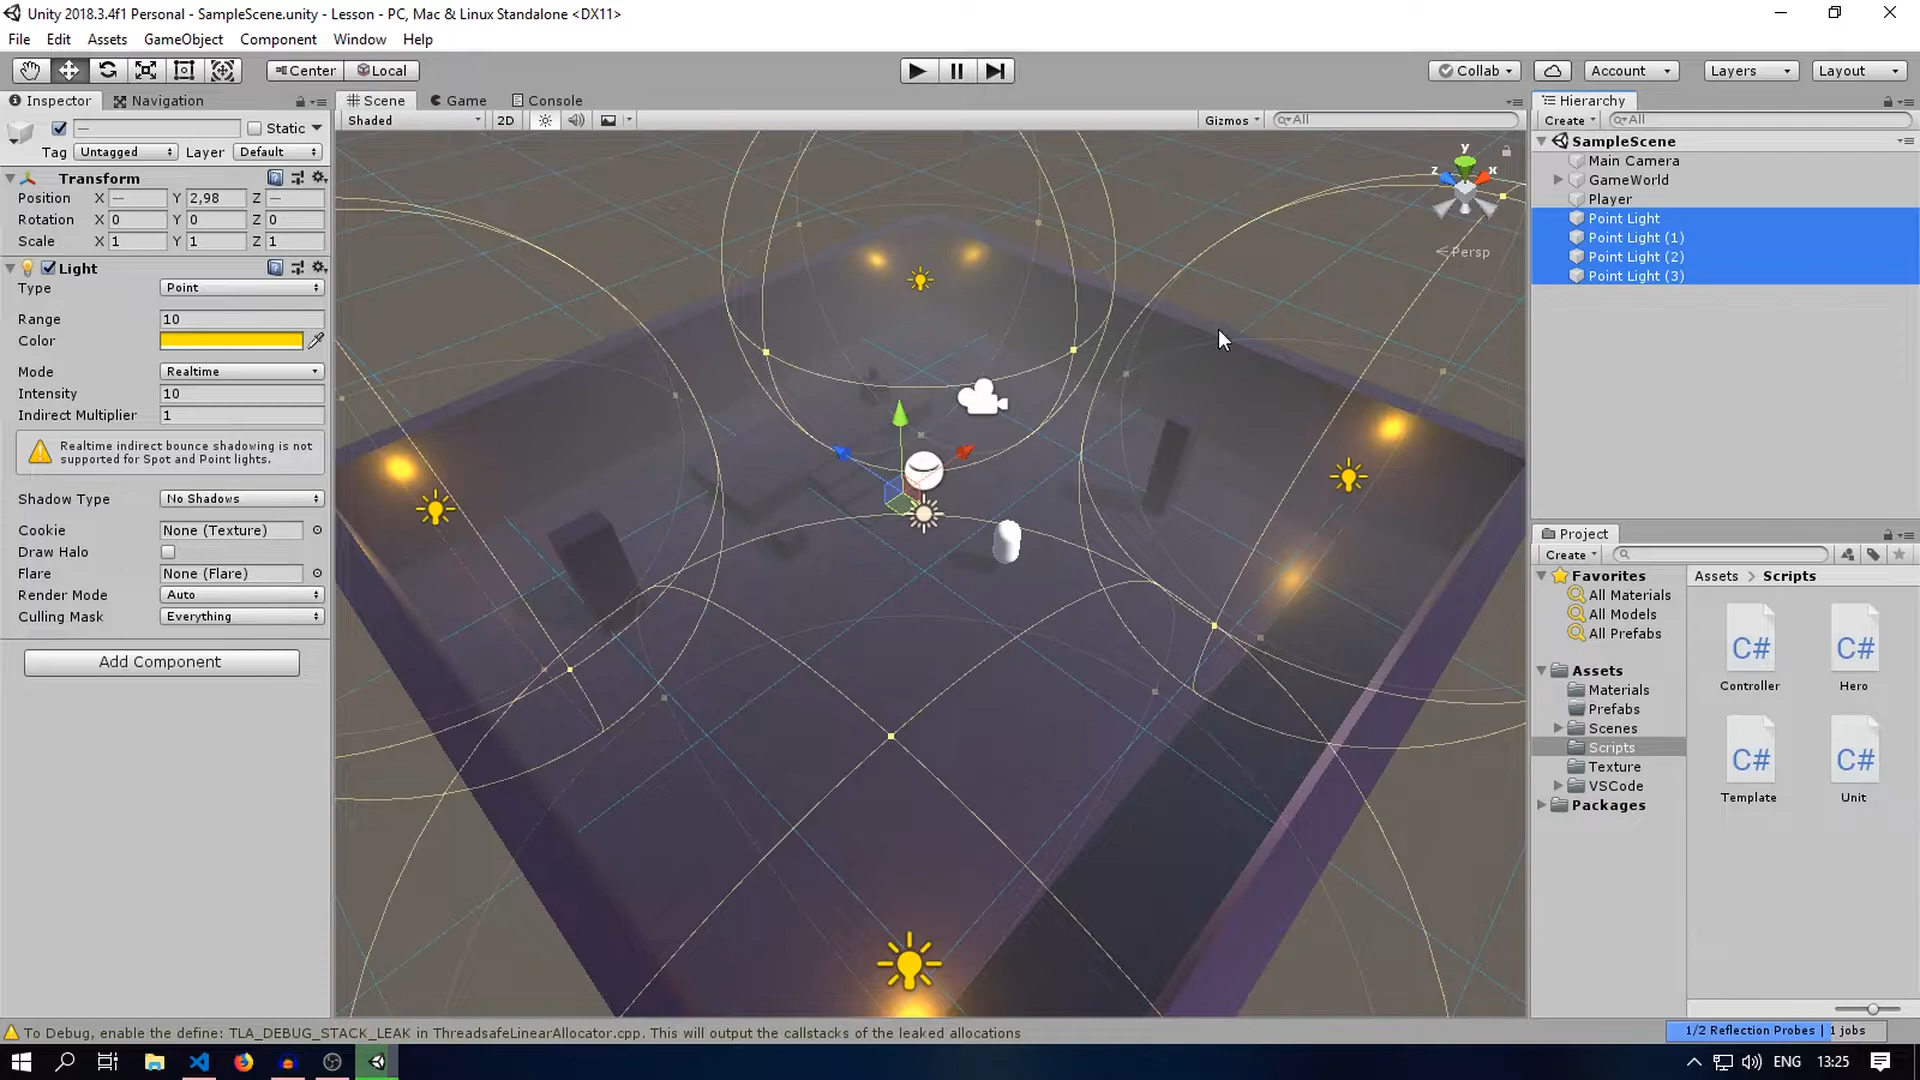 Unity 2018.3.4f1 Personal - SampleScene.unity - Lesson - PC, Mac & Linux Standalone <DX11>
File Edit Assets GameObject Component Window Help
Center Local Collab Account Layers Layout
Inspector Navigation
Static
Tag Untagged Layer Default
Transform
Position X — Y 2,98 Z —
Rotation X 0 Y 0 Z 0
Scale X 1 Y 1 Z 1
Light
Type Point
Range 10
Color
Mode Realtime
Intensity 10
Indirect Multiplier 1
Realtime indirect bounce shadowing is not
supported for Spot and Point lights.
Shadow Type No Shadows
Cookie None (Texture)
Draw Halo
Flare None (Flare)
Render Mode Auto
Culling Mask Everything
Add Component
Scene Game Console
Shaded 2D Gizmos All
y
z x
Persp
Hierarchy
Create All
SampleScene
Main Camera
GameWorld
Player
Point Light
Point Light (1)
Point Light (2)
Point Light (3)
Project
Create
Favorites
All Materials
All Models
All Prefabs
Assets
Materials
Prefabs
Scenes
Scripts
Texture
VSCode
Packages
Assets > Scripts
C# C#
Controller Hero
C# C#
Template Unit
To Debug, enable the define: TLA_DEBUG_STACK_LEAK in ThreadsafeLinearAllocator.cpp. This will output the callstacks of the leaked allocations
1/2 Reflection Probes | 1 jobs
ENG 13:25